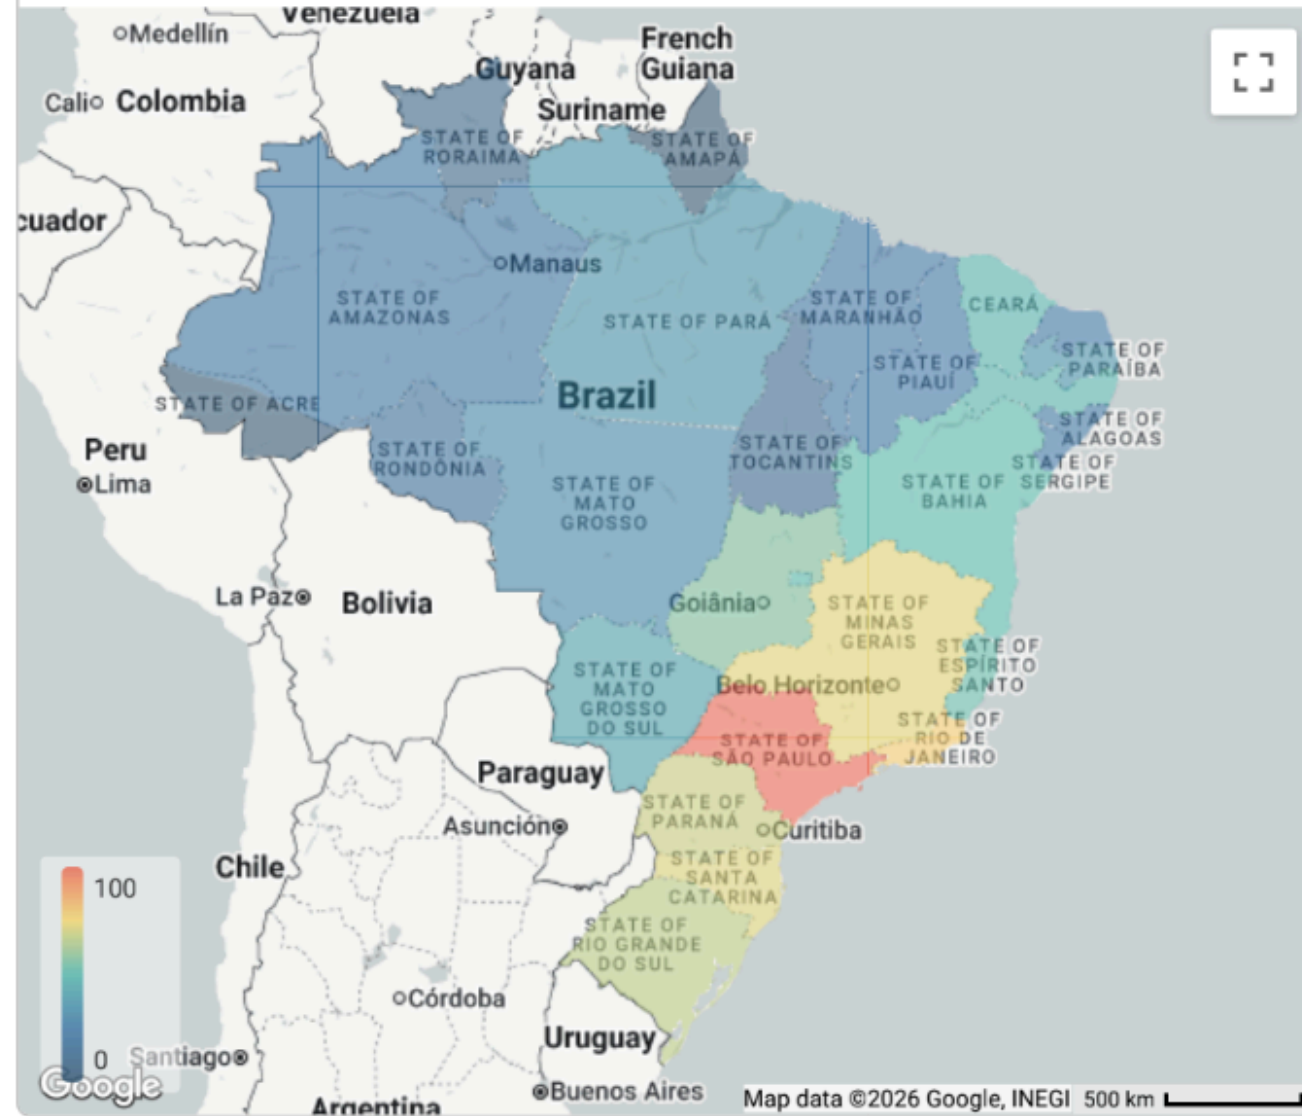 Venezuela
Medellín
French
Guiana
Guyana
Cali
Colombia
Suriname
STATE OF
RORAIMA
STATE OF
AMAPÁ
cuador
Manaus
STATE OF
AMAZONAS
STATE OF PARÁ
STATE OF
MARANHÃO
CEARÁ
STATE OF
PIAUÍ
STATE OF
PARAÍBA
Brazil
STATE OF ACRE
STATE OF
ALAGOAS
Peru
Lima
STATE OF
RONDÔNIA
STATE OF
TOCANTINS
STATE OF
SERGIPE
STATE OF
MATO
GROSSO
STATE OF
BAHIA
La Paz
Bolivia
Goiânia
STATE OF
MINAS
GERAIS
STATE OF
ESPÍRITO
SANTO
STATE OF
MATO
GROSSO
DO SUL
Belo Horizonte
STATE OF
RIO DE
JANEIRO
STATE OF
SÃO PAULO
Paraguay
Asunción
STATE OF
PARANÁ
Curitiba
Chile
STATE OF
SANTA
CATARINA
100
STATE OF
RIO GRANDE
DO SUL
Córdoba
Uruguay
0
Santiago
Google
Buenos Aires
Argentina
Map data ©2026 Google, INEGI 500 km